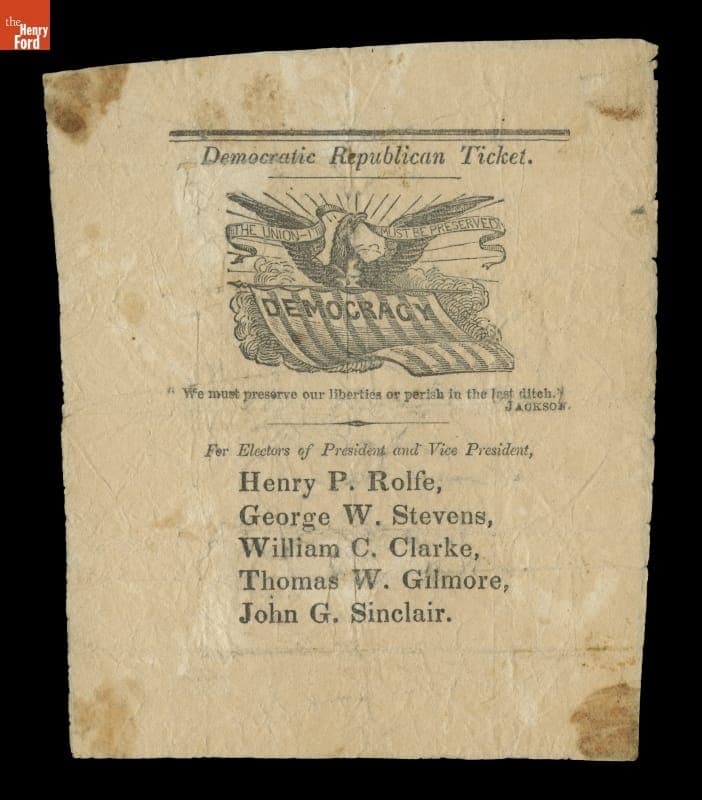 the
Henry
Ford
Democratic Republican Ticket.
THE UNION—IT MUST BE PRESERVED
DEMOCRACY
"We must preserve our liberties or perish in the last ditch."
JACKSON.
For Electors of President and Vice President,
Henry P. Rolfe,
George W. Stevens,
William C. Clarke,
Thomas W. Gilmore,
John G. Sinclair.